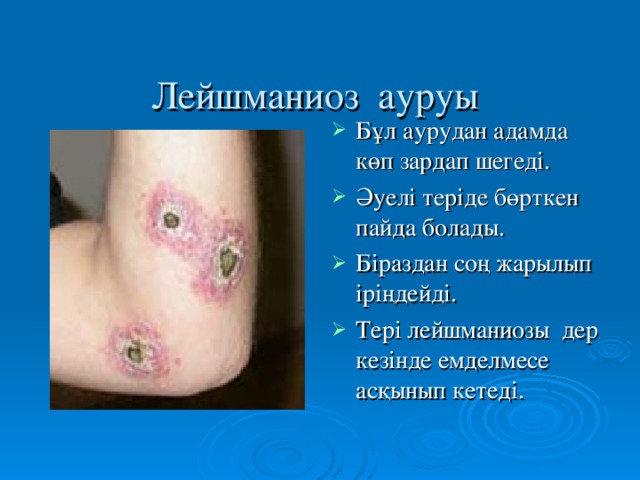 Лейшманиоз ауруы
Бұл аурудан адамда
көп зардап шегеді.
Әуелі теріде бөрткен
пайда болады.
Біраздан соң жарылып
іріңдейді.
Тері лейшманиозы дер
кезінде емделмесе
асқынып кетеді.